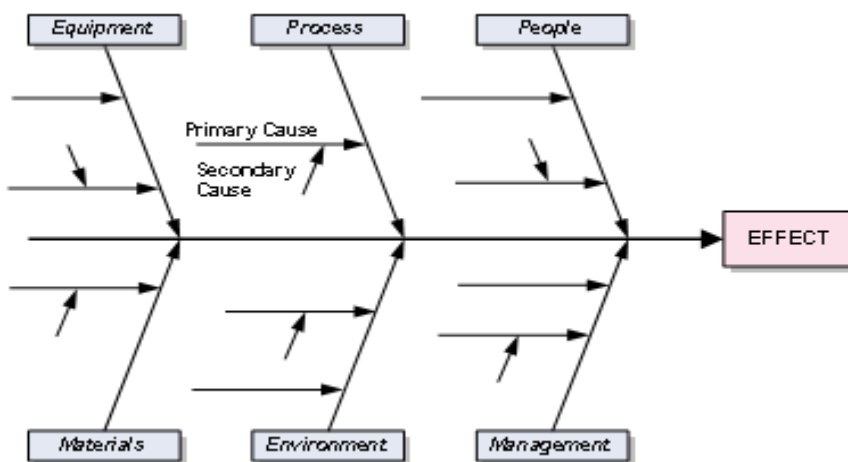 Equipment
Process
People
Primary Cause
Secondary
Cause
EFFECT
Materials
Environment
Management